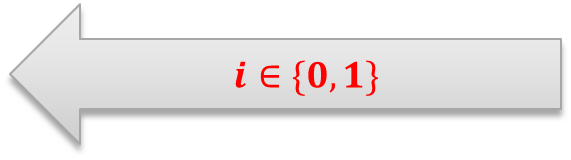 i ∈ {0, 1}